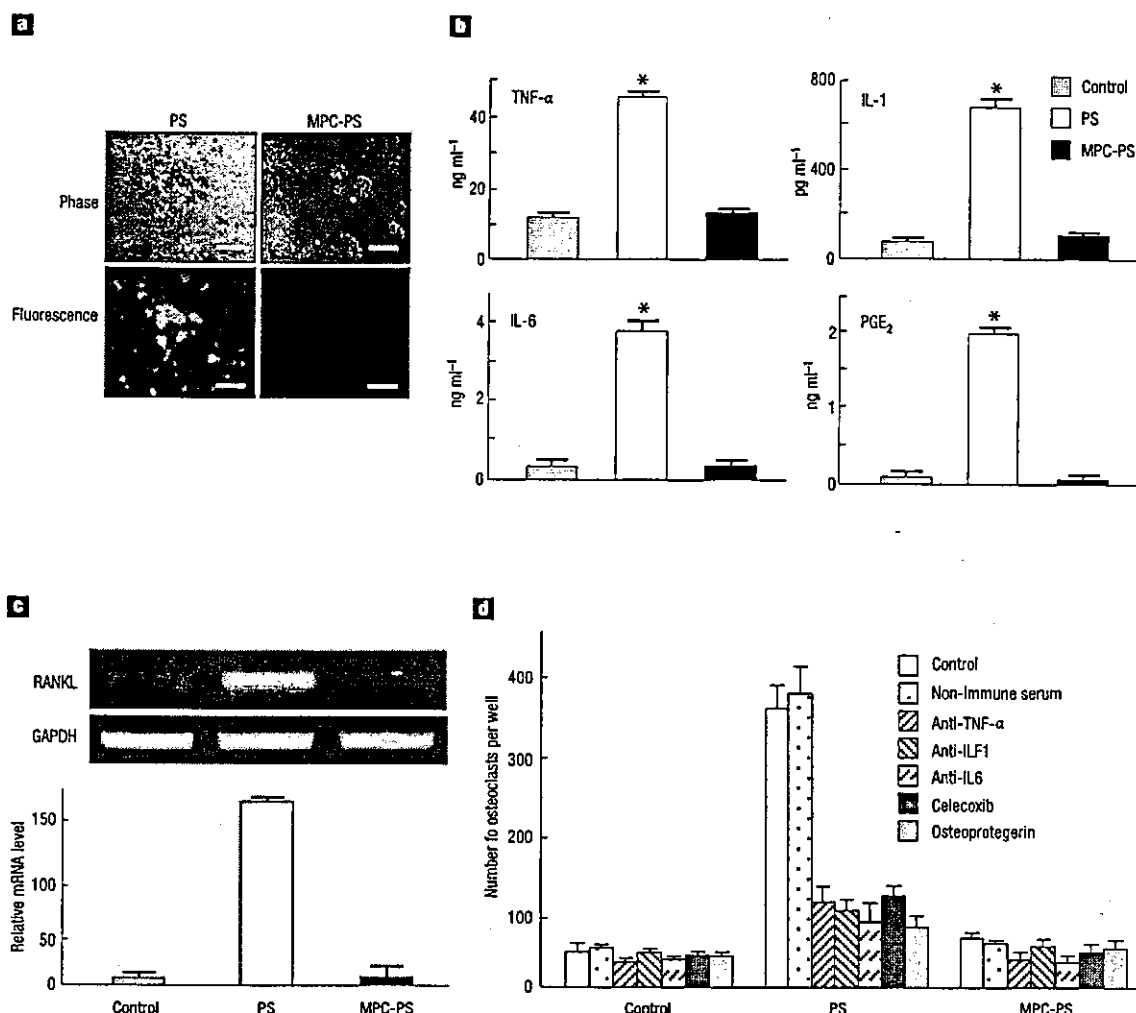 a
PS MPC-PS
Phase
Fluorescence
b
TNF-α
ng ml⁻¹
40
20
0
*
IL-1
pg ml⁻¹
800
400
0
*
Control
PS
MPC-PS
IL-6
ng ml⁻¹
4
2
0
*
PGE₂
ng ml⁻¹
2
1
0
*
c
RANKL
GAPDH
Relative mRNA level
150
100
50
0
Control PS MPC-PS
d
Number fo osteoclasts per well
400
300
200
100
0
Control
Non-Immune serum
Anti-TNF-α
Anti-ILF1
Anti-IL6
Celecoxib
Osteoprotegerin
Control PS MPC-PS